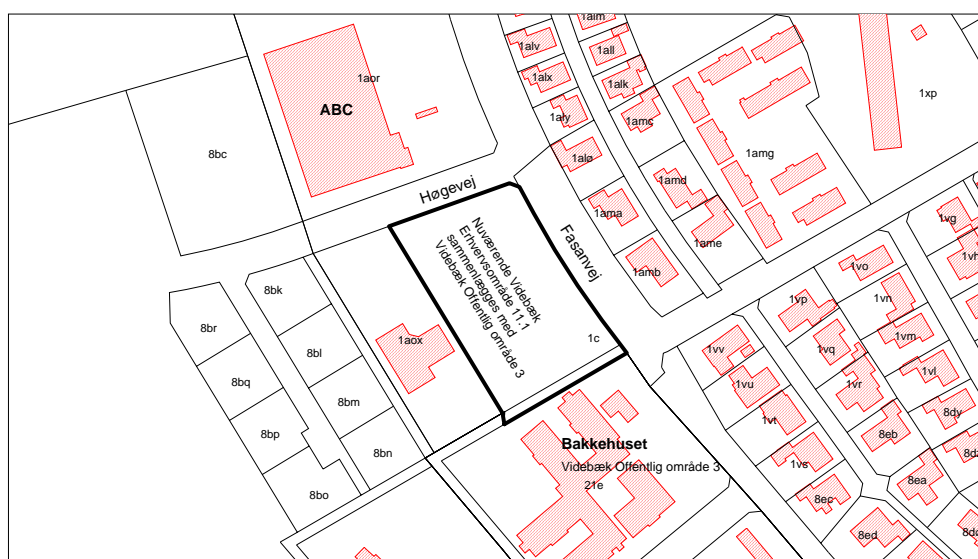 1alm
1alv
1all
1aor
1alx
1alk
1xp
ABC
1aly
1amc
8bc
1alø
1amg
1amd
Høgevej
1ama
1vg
Fasanvej
1ame
Nuværende Videbæk
Erhvervsområde 11.1
sammenlægges med
Videbæk Offentlig område 3
1vh
1amb
1vo
8bk
1vp
1vn
8br
1c
1aox
8bl
1vv
1vq
1vm
8bq
1vu
1vr
1vl
8bm
1vt
8dy
8bp
8eb
Bakkehuset
8bn
1vs
Videbæk Offentlig område 3
21e
8ea
8bo
8ec
8ed